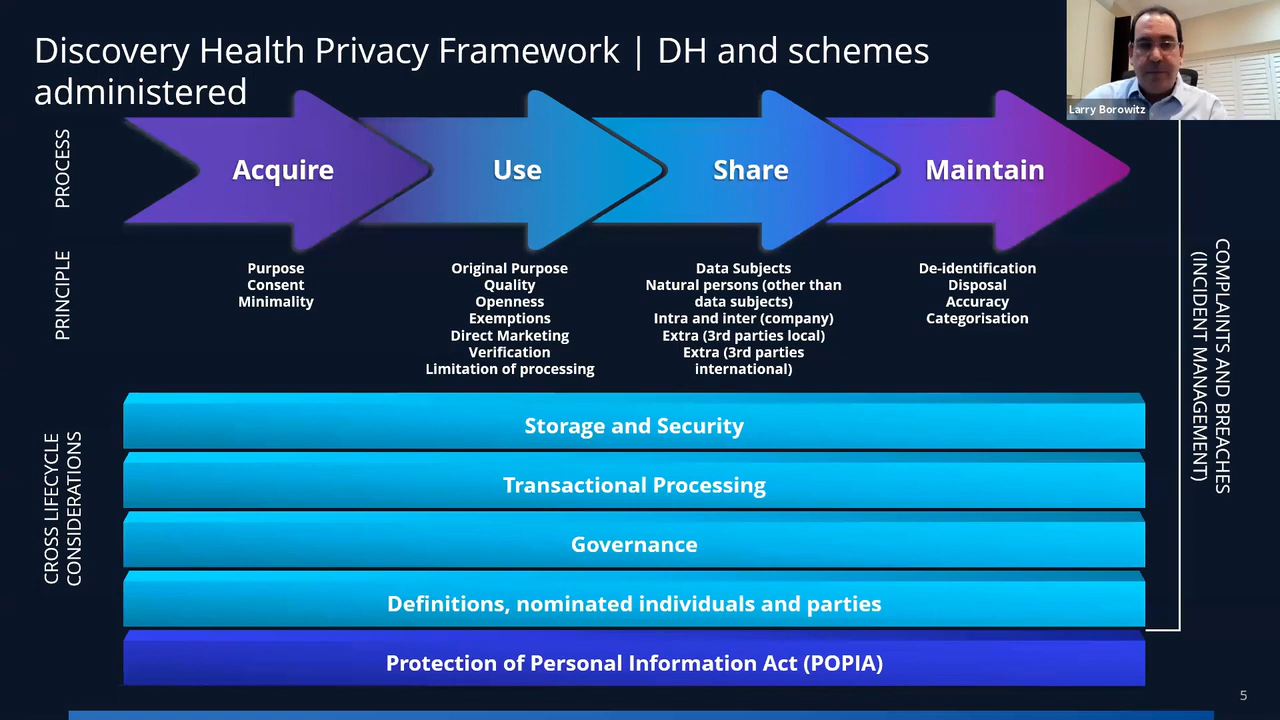 Discovery Health Privacy Framework | DH and schemes
administered
Larry Borowitz
PROCESS
Acquire
Use
Share
Maintain
PRINCIPLE
Purpose
Consent
Minimality
Original Purpose
Quality
Openness
Exemptions
Direct Marketing
Verification
Limitation of processing
Data Subjects
Natural persons (other than
data subjects)
Intra and inter (company)
Extra (3rd parties local)
Extra (3rd parties
international)
De-identification
Disposal
Accuracy
Categorisation
COMPLAINTS AND BREACHES
(INCIDENT MANAGEMENT)
CROSS LIFECYCLE
CONSIDERATIONS
Storage and Security
Transactional Processing
Governance
Definitions, nominated individuals and parties
Protection of Personal Information Act (POPIA)
5